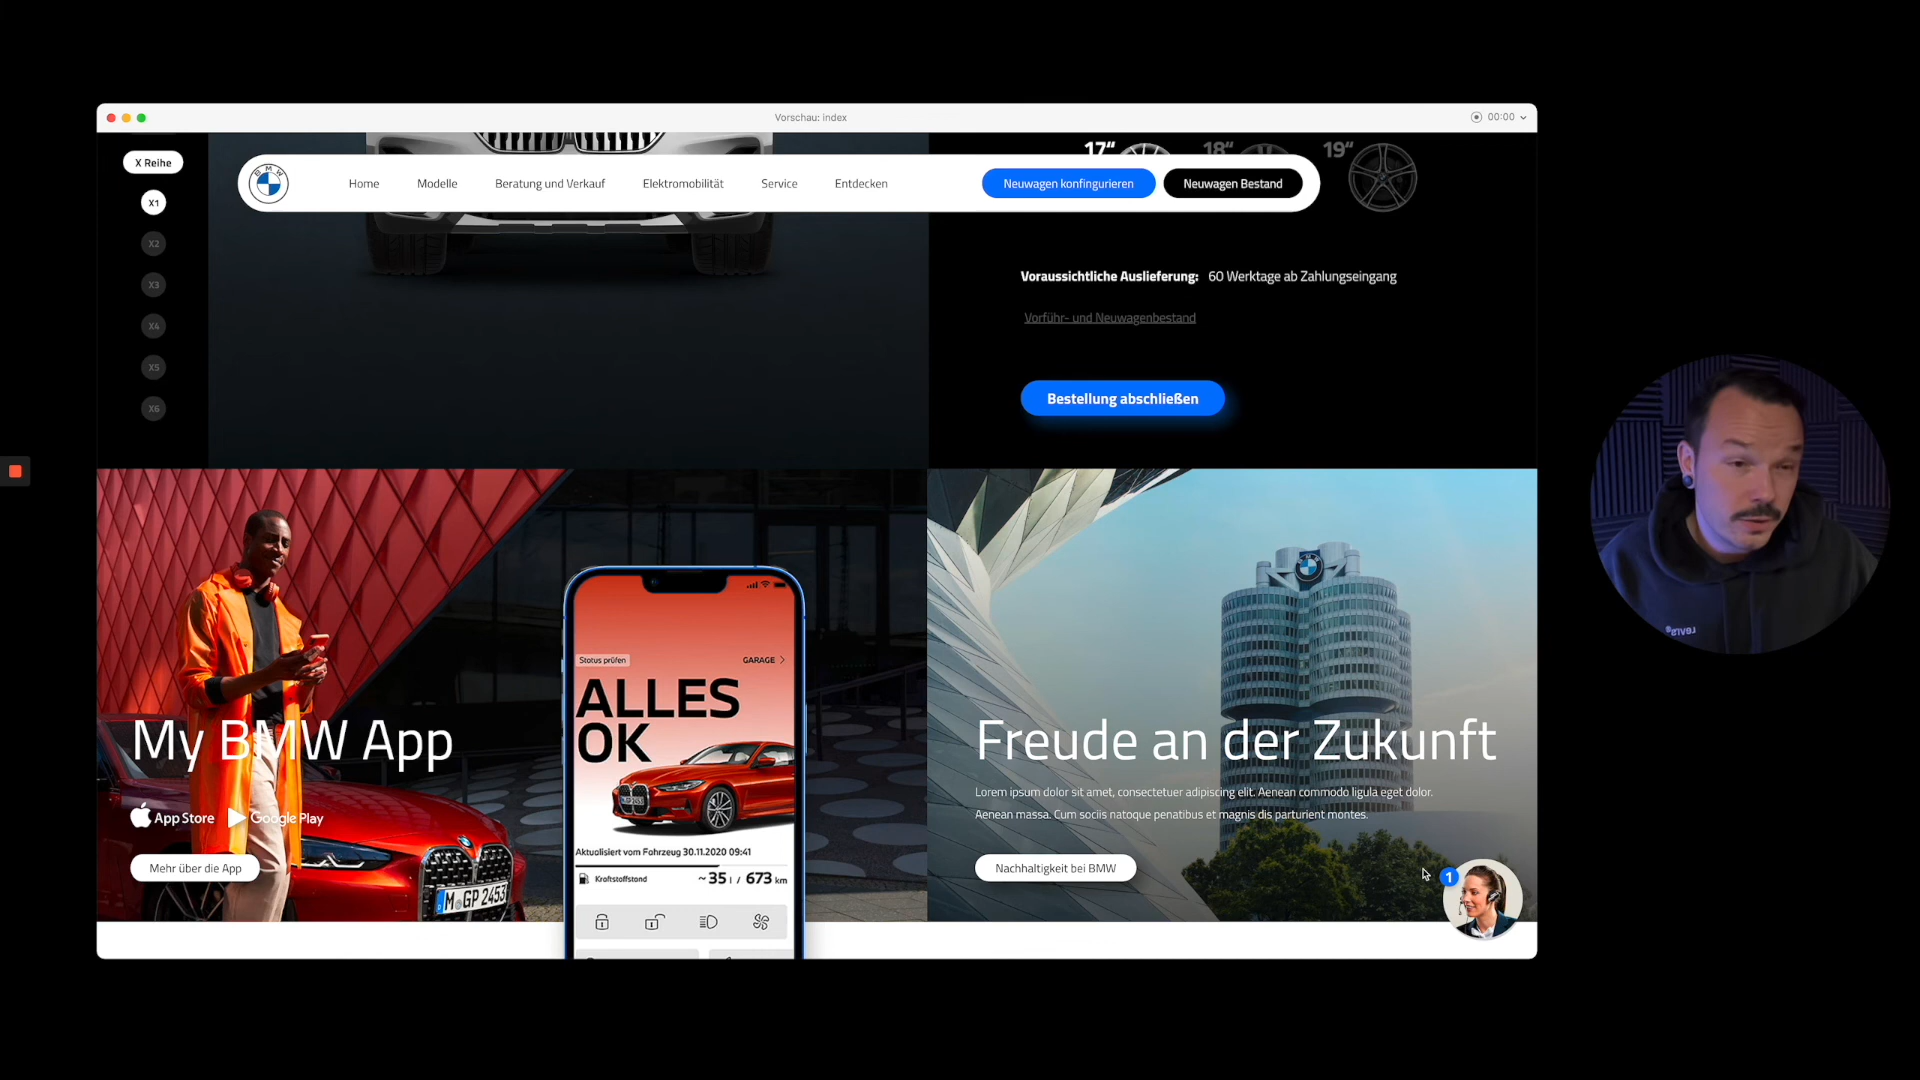 Vorschau: index
00:00
17“
18“
19“
X Reihe
BMW
Home
Modelle
Beratung und Verkauf
Elektromobilität
Service
Entdecken
Neuwagen konfingurieren
Neuwagen Bestand
X1
X2
X3
X4
X5
X6
Voraussichtliche Auslieferung: 60 Werktage ab Zahlungseingang
Vorführ- und Neuwagenbestand
Bestellung abschließen
My BMW App
App Store
Google Play
Mehr über die App
M GP 2453
Status prüfen
GARAGE
ALLES
OK
Aktualisiert vom Fahrzeug 30.11.2020 09:41
Kraftstoffstand
~ 35 l / 673 km
Freude an der Zukunft
Lorem ipsum dolor sit amet, consectetuer adipiscing elit. Aenean commodo ligula eget dolor.
Aenean massa. Cum sociis natoque penatibus et magnis dis parturient montes.
Nachhaltigkeit bei BMW
1